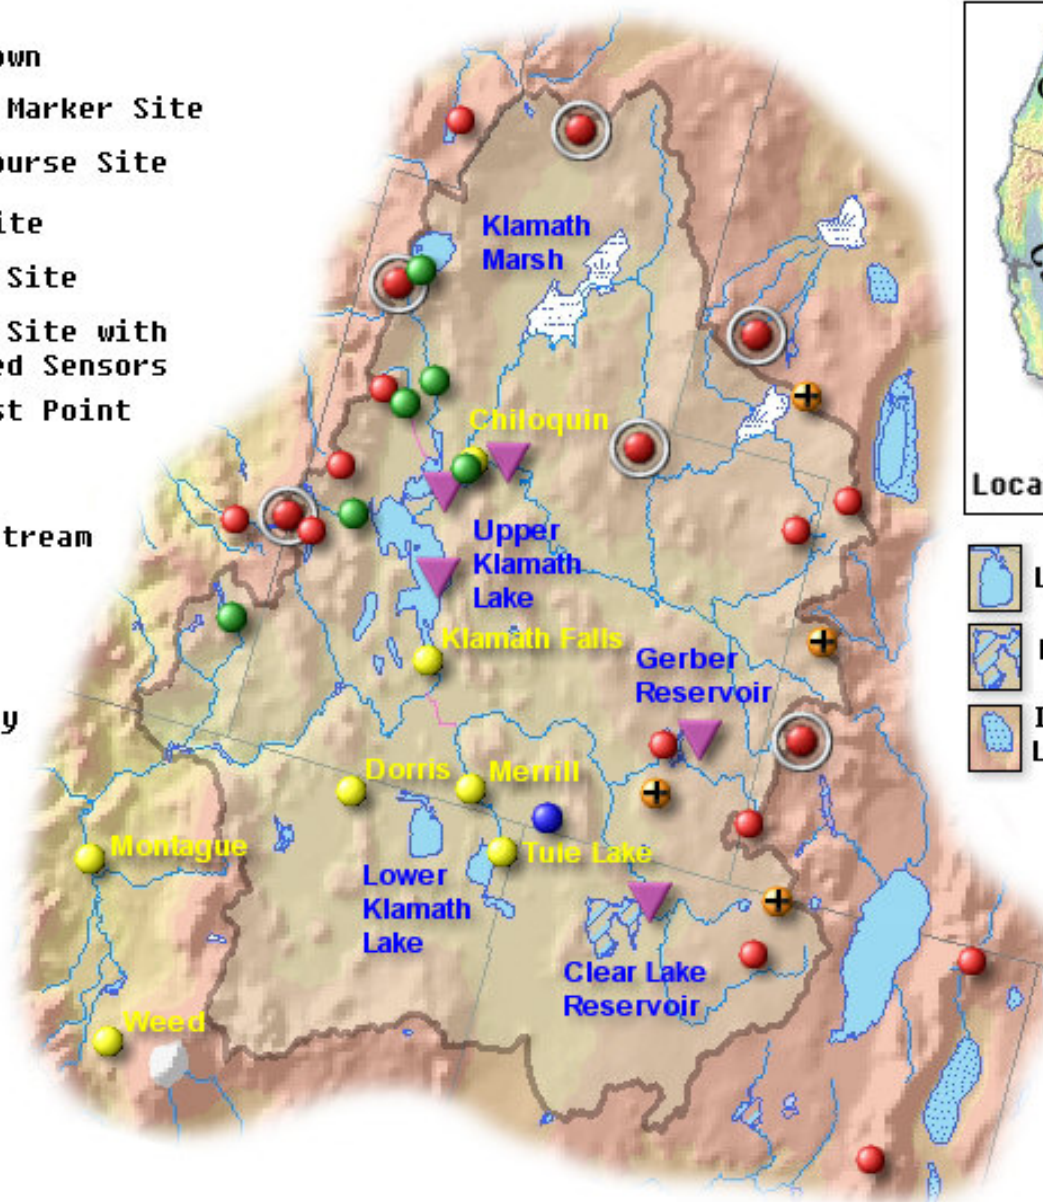 own
Marker Site
ourse Site
ite
Site
Site with
ed Sensors
st Point
tream
y
Klamath
Marsh
Chiloquin
Upper
Klamath
Lake
Klamath Falls
Gerber
Reservoir
Dorris
Merrill
Montague
Tule Lake
Lower
Klamath
Lake
Clear Lake
Reservoir
Weed
Loca
L
I
L